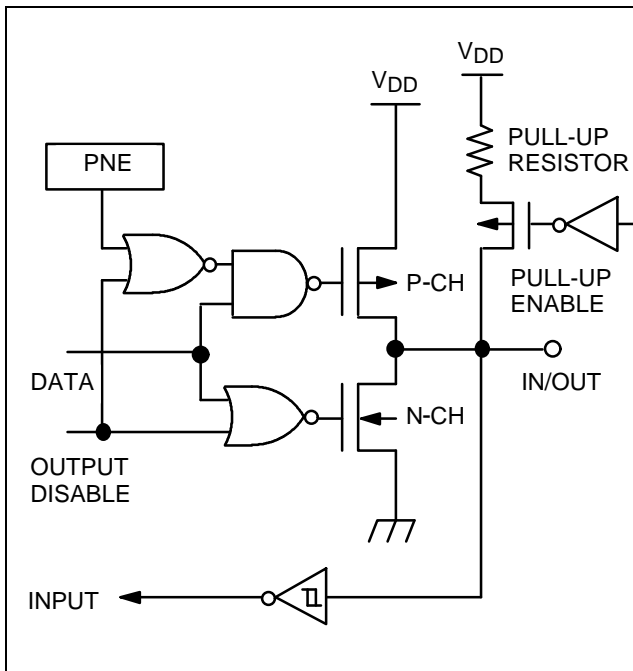 VDD
VDD
PULL-UP
RESISTOR
PNE
P-CH
PULL-UP
ENABLE
DATA
IN/OUT
N-CH
OUTPUT
DISABLE
INPUT